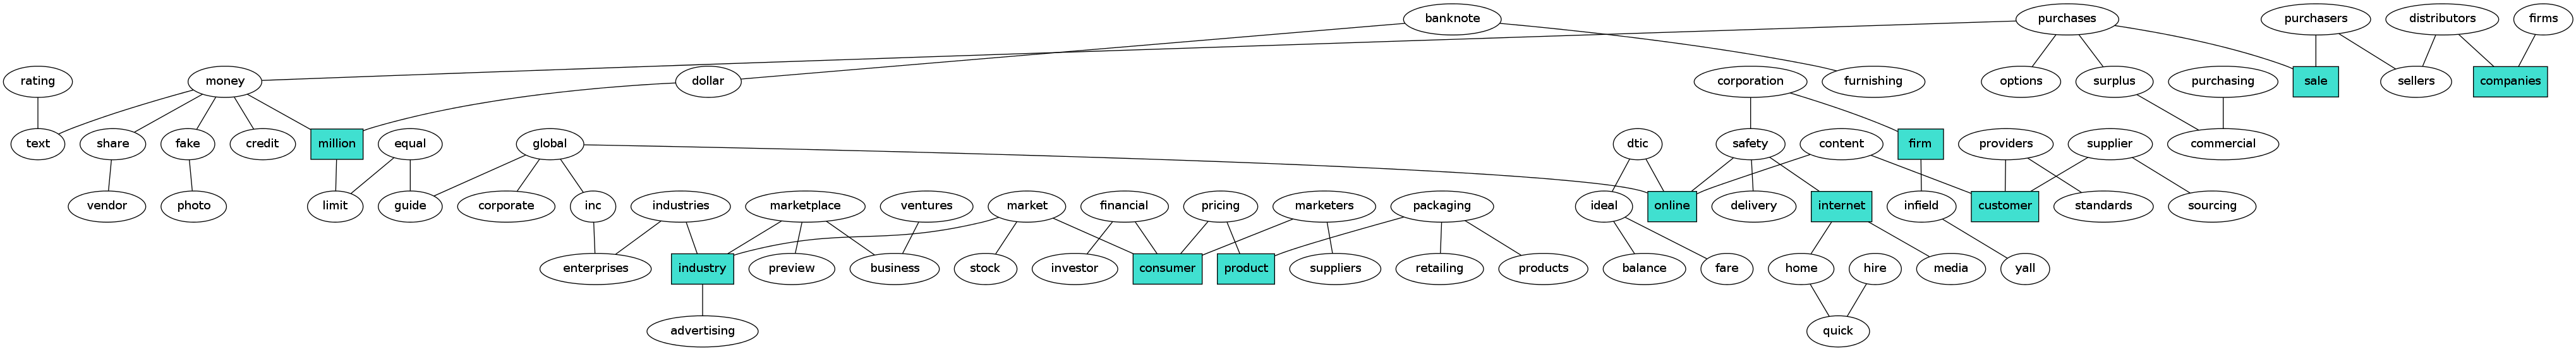 banknote purchases purchasers distributors firms
rating money dollar corporation furnishing options surplus purchasing sale sellers companies
text share fake credit million equal global dtic safety content firm providers supplier commercial
vendor photo limit guide corporate inc industries marketplace ventures market financial pricing marketers packaging ideal online delivery internet infield customer standards sourcing
enterprises industry preview business stock investor consumer product suppliers retailing products balance fare home hire media yall
advertising quick